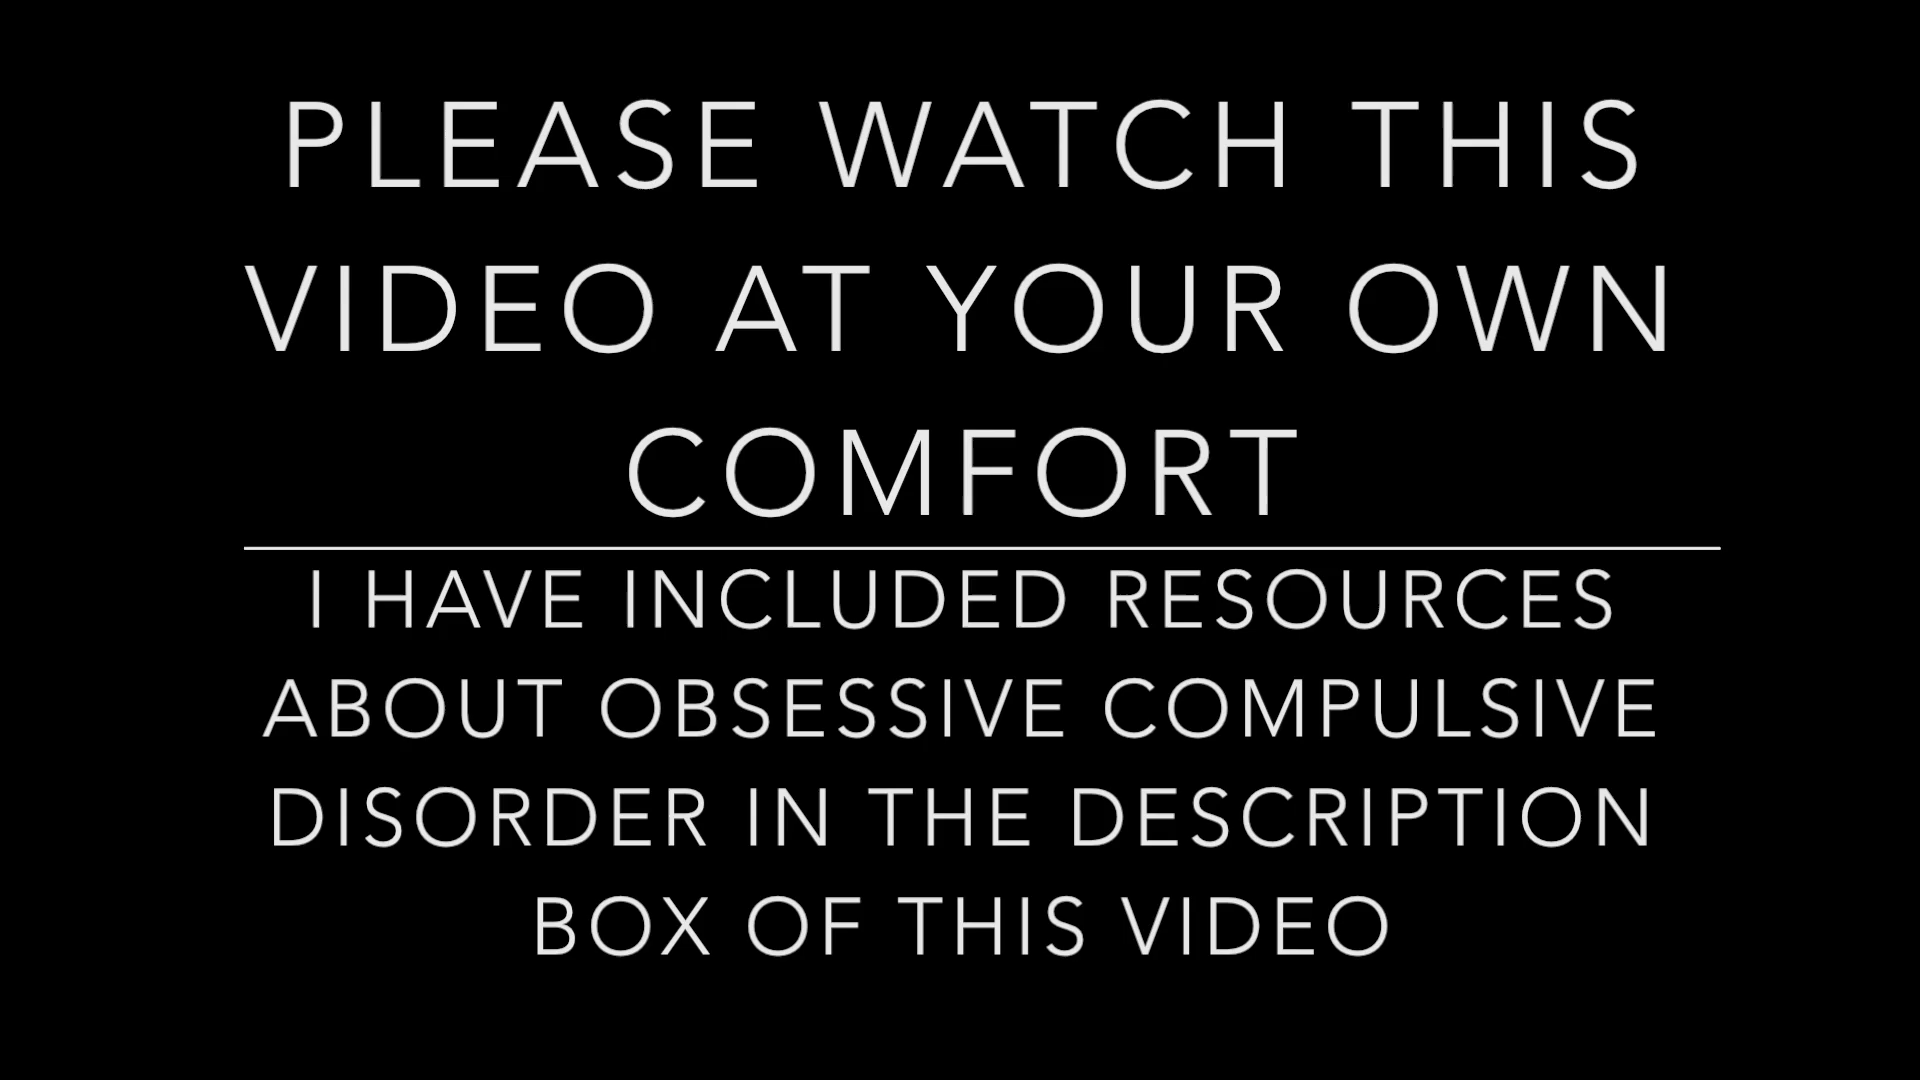 PLEASE WATCH THIS
VIDEO AT YOUR OWN
COMFORT
I HAVE INCLUDED RESOURCES
ABOUT OBSESSIVE COMPULSIVE
DISORDER IN THE DESCRIPTION
BOX OF THIS VIDEO